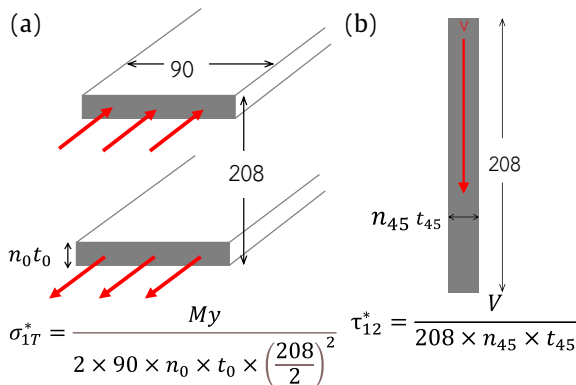 (a)
90
208
n₀t₀
σ*₁T = My / (2 × 90 × n₀ × t₀ × (208/2)²)
(b)
v
208
n₄₅ t₄₅
τ*₁₂ = V / (208 × n₄₅ × t₄₅)